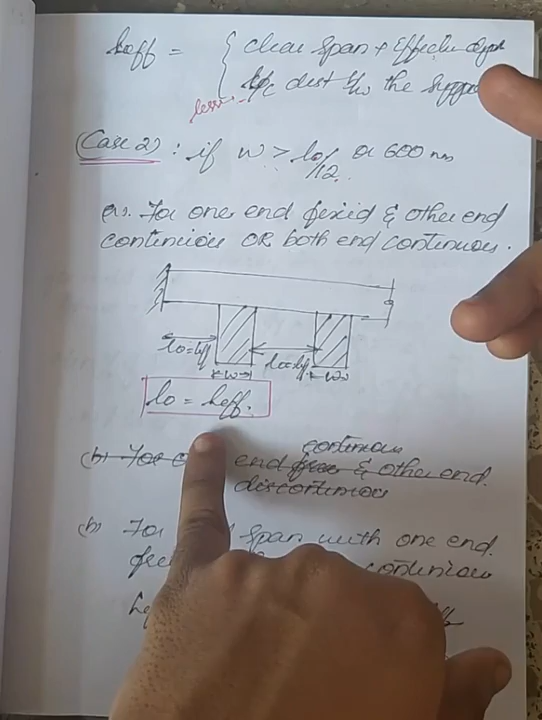 leff = { clear span + Effective depth
c/c dist b/w the suppo
less
(Case 2) : if w > lo/12 or 600 mm
(a). For one end fixid & other end
continuous OR both end continuous.
lo = leff
lo = leff
w
w
lo = leff.
continuous
(b) For end free & other end.
discontinuous
(b) For span with one end.
free continuous